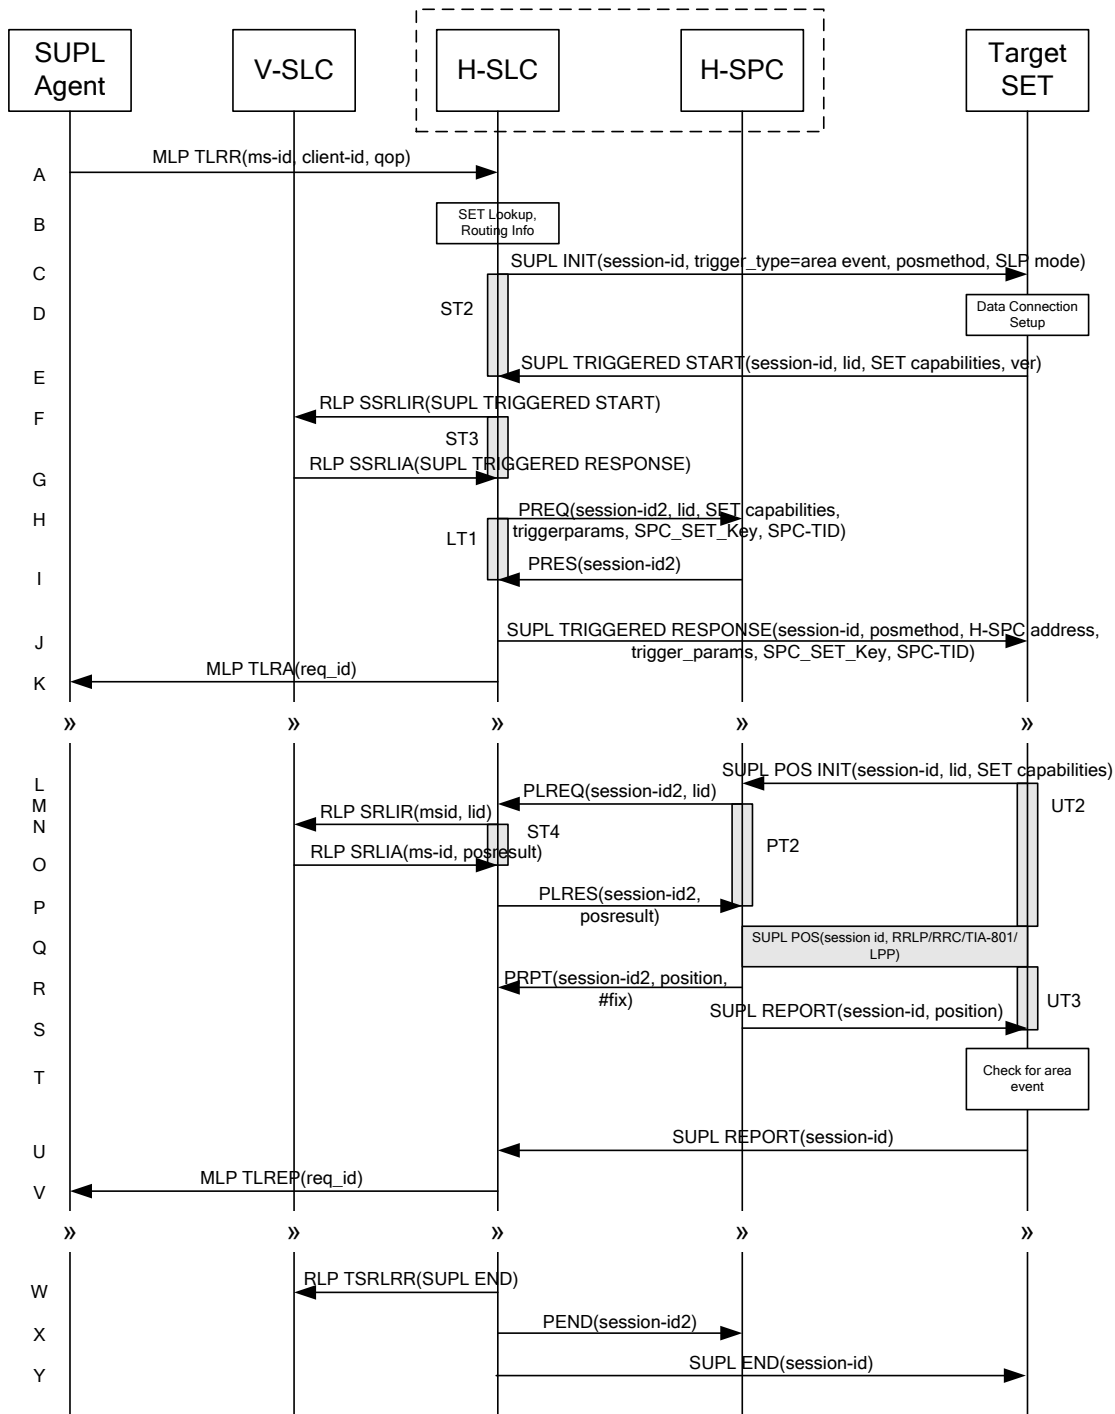 SUPL
Agent
V-SLC
H-SLC
H-SPC
Target
SET
A
MLP TLRR(ms-id, client-id, qop)
B
SET Lookup,
Routing Info
C
SUPL INIT(session-id, trigger_type=area event, posmethod, SLP mode)
D
ST2
Data Connection
Setup
E
SUPL TRIGGERED START(session-id, lid, SET capabilities, ver)
F
RLP SSRLIR(SUPL TRIGGERED START)
ST3
G
RLP SSRLIA(SUPL TRIGGERED RESPONSE)
H
PREQ(session-id2, lid, SET capabilities,
triggerparams, SPC_SET_Key, SPC-TID)
LT1
I
PRES(session-id2)
J
SUPL TRIGGERED RESPONSE(session-id, posmethod, H-SPC address,
trigger_params, SPC_SET_Key, SPC-TID)
K
MLP TLRA(req_id)
»
»
»
»
»
L
SUPL POS INIT(session-id, lid, SET capabilities)
M
PLREQ(session-id2, lid)
UT2
N
RLP SRLIR(msid, lid)
ST4
PT2
O
RLP SRLIA(ms-id, posresult)
P
PLRES(session-id2,
posresult)
Q
SUPL POS(session id, RRLP/RRC/TIA-801/
LPP)
R
PRPT(session-id2, position,
#fix)
UT3
S
SUPL REPORT(session-id, position)
T
Check for area
event
U
SUPL REPORT(session-id)
V
MLP TLREP(req_id)
»
»
»
»
»
W
RLP TSRLRR(SUPL END)
X
PEND(session-id2)
Y
SUPL END(session-id)